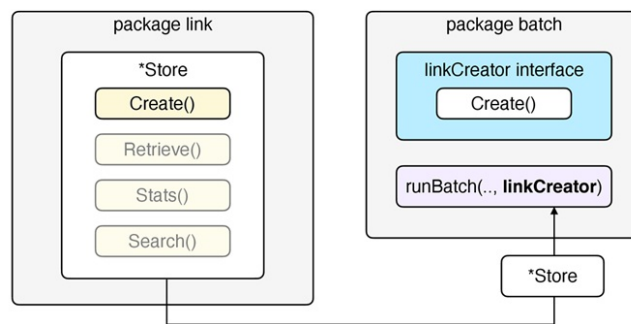 package link
*Store
Create()
Retrieve()
Stats()
Search()
package batch
linkCreator interface
Create()
runBatch(.., linkCreator)
*Store